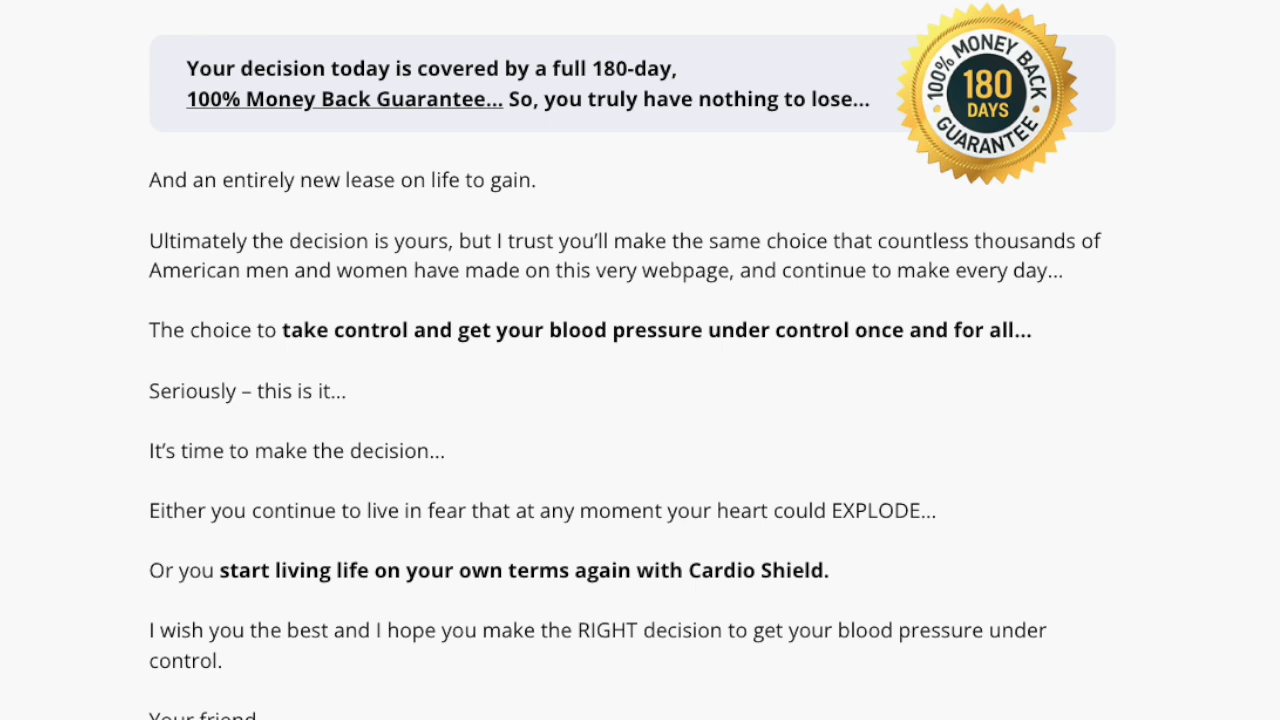 Your decision today is covered by a full 180-day,
100% Money Back Guarantee... So, you truly have nothing to lose...
100% MONEY BACK
180
DAYS
GUARANTEE
And an entirely new lease on life to gain.
Ultimately the decision is yours, but I trust you’ll make the same choice that countless thousands of
American men and women have made on this very webpage, and continue to make every day...
The choice to take control and get your blood pressure under control once and for all...
Seriously – this is it...
It’s time to make the decision...
Either you continue to live in fear that at any moment your heart could EXPLODE...
Or you start living life on your own terms again with Cardio Shield.
I wish you the best and I hope you make the RIGHT decision to get your blood pressure under
control.
Your friend